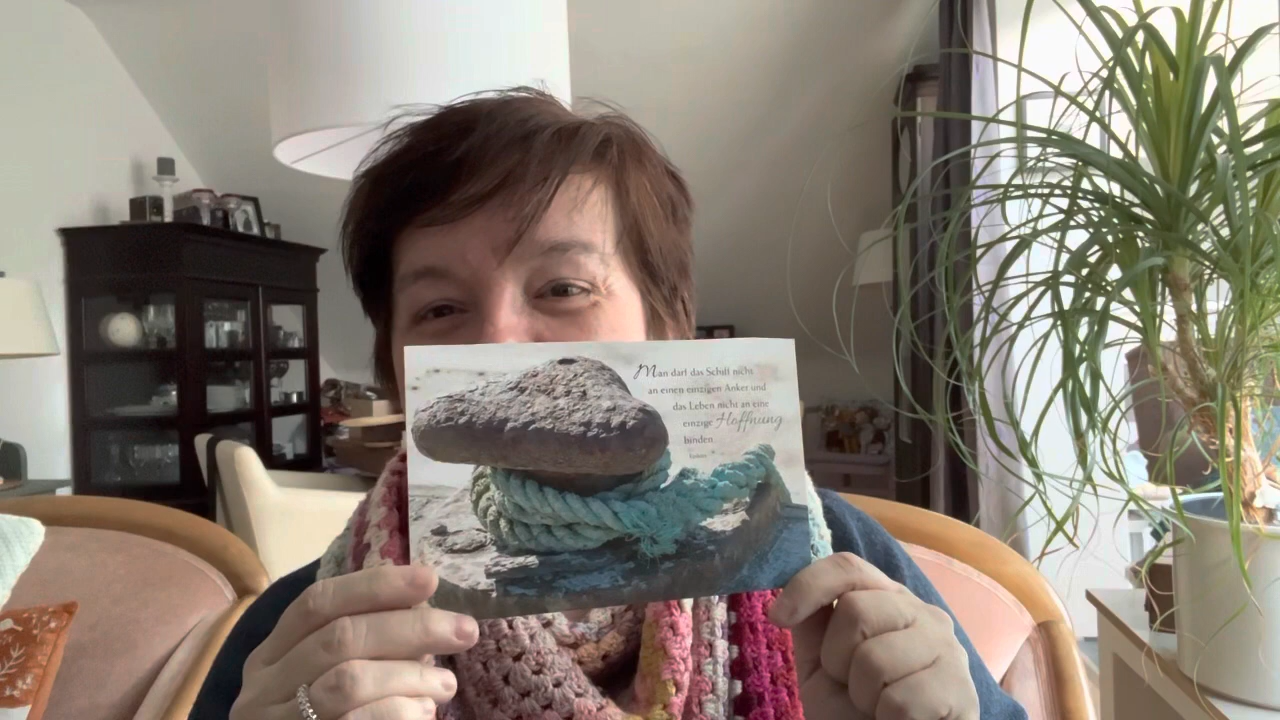 Man darf das Schiff nicht
an einen einzigen Anker und
das Leben nicht an eine
einzige Hoffnung
binden